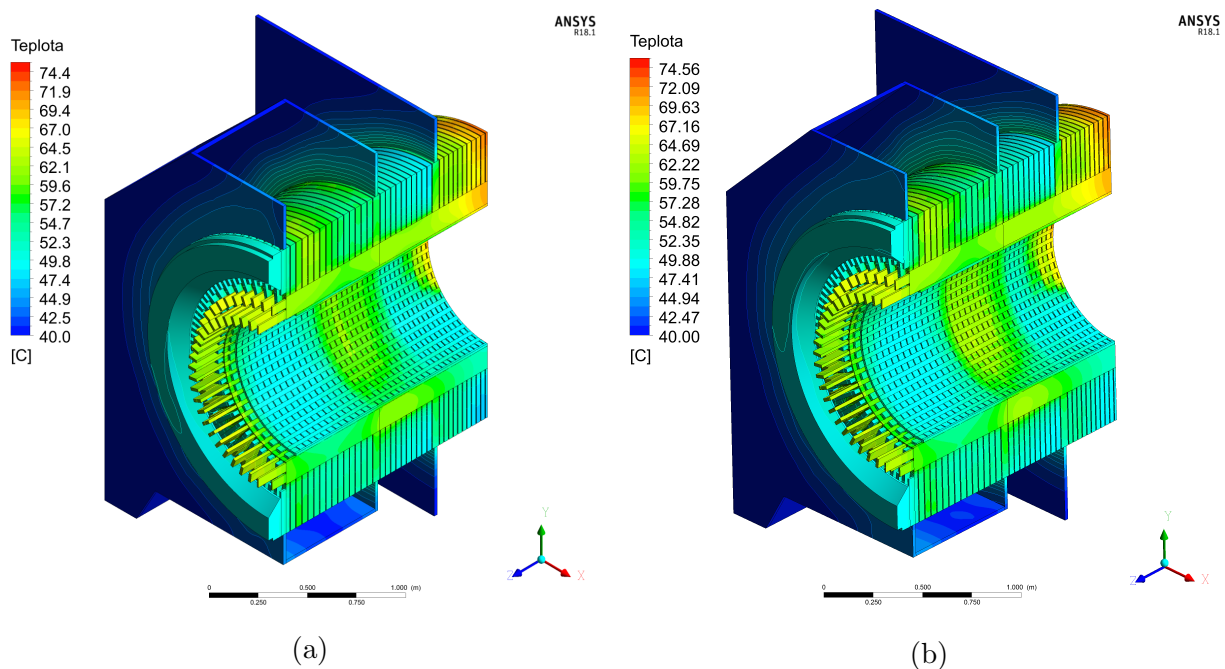 ANSYS
R18.1
Teplota
74.4
71.9
69.4
67.0
64.5
62.1
59.6
57.2
54.7
52.3
49.8
47.4
44.9
42.5
40.0
[C]
Y
Z
X
0
0.500
1.000
(m)
0.250
0.750
(a)
ANSYS
R18.1
Teplota
74.56
72.09
69.63
67.16
64.69
62.22
59.75
57.28
54.82
52.35
49.88
47.41
44.94
42.47
40.00
[C]
Y
Z
X
0
0.500
1.000
(m)
0.250
0.750
(b)